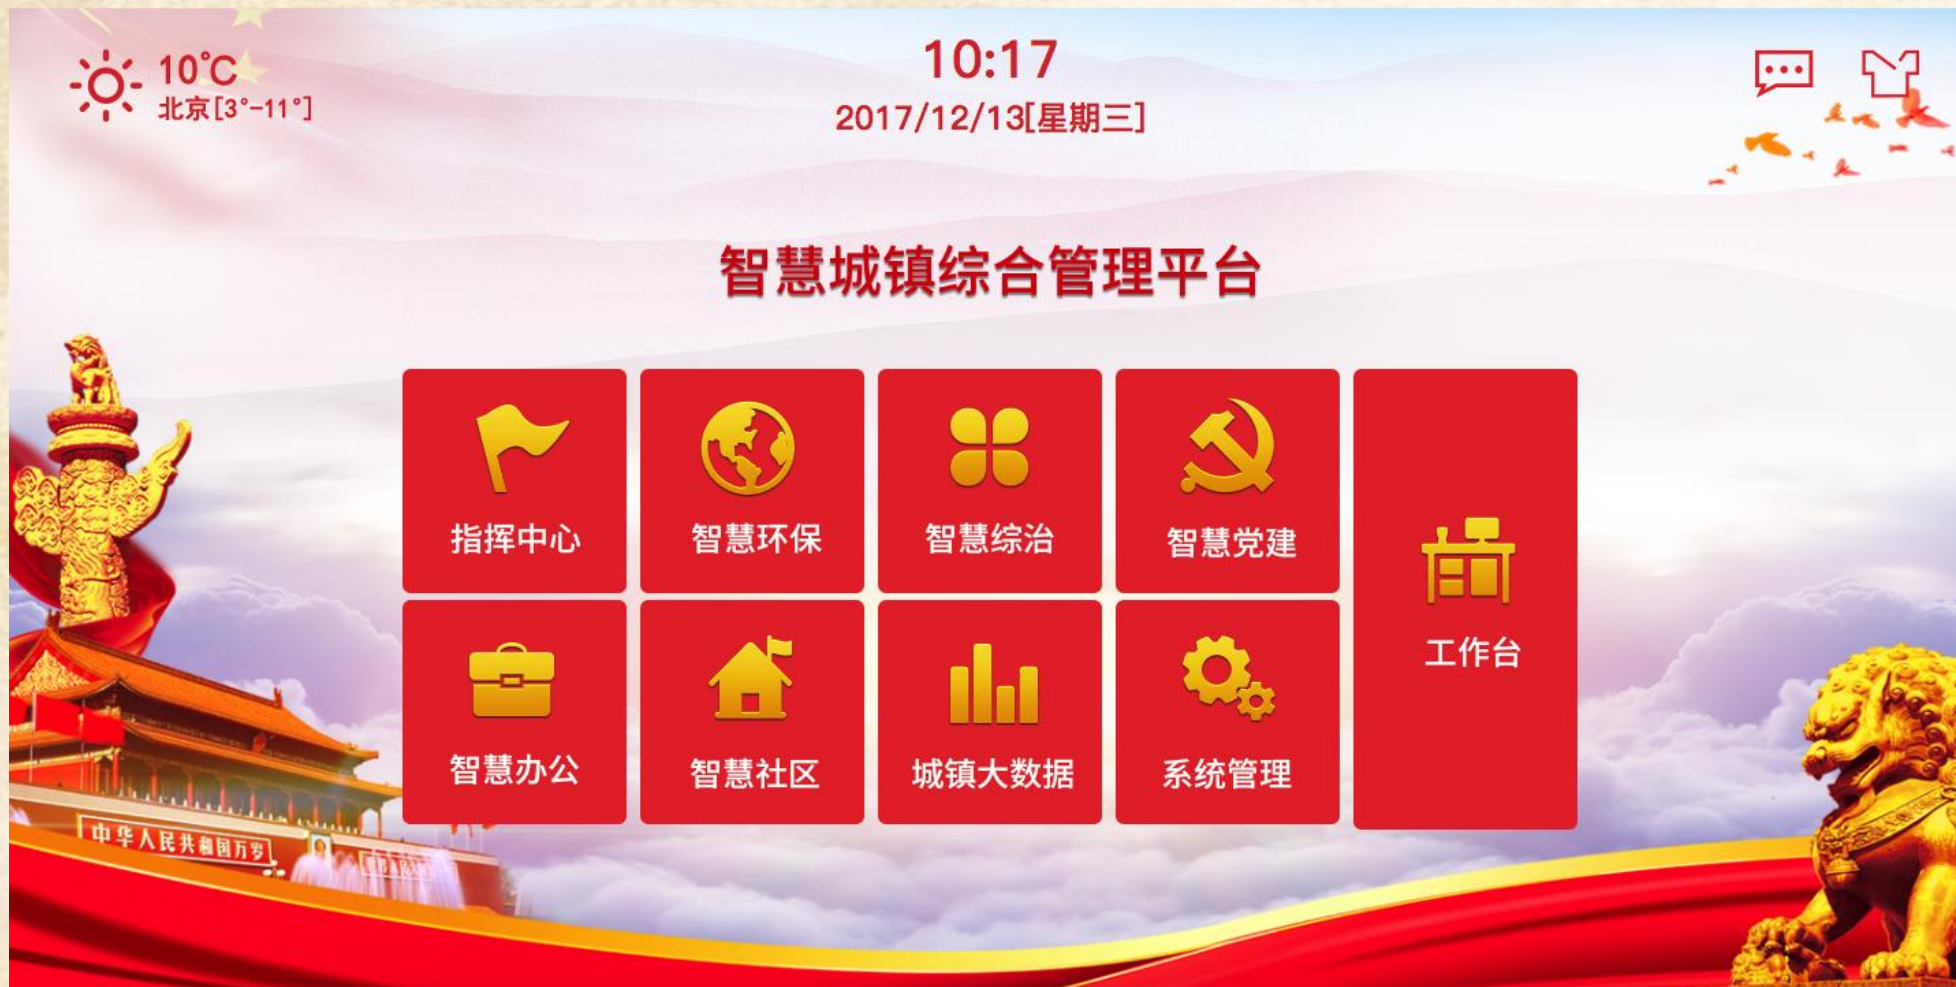 10℃
北京[3°-11°]
10:17
2017/12/13[星期三]
智慧城镇综合管理平台
指挥中心
智慧环保
智慧综治
智慧党建
工作台
智慧办公
智慧社区
城镇大数据
系统管理
中华人民共和国万岁